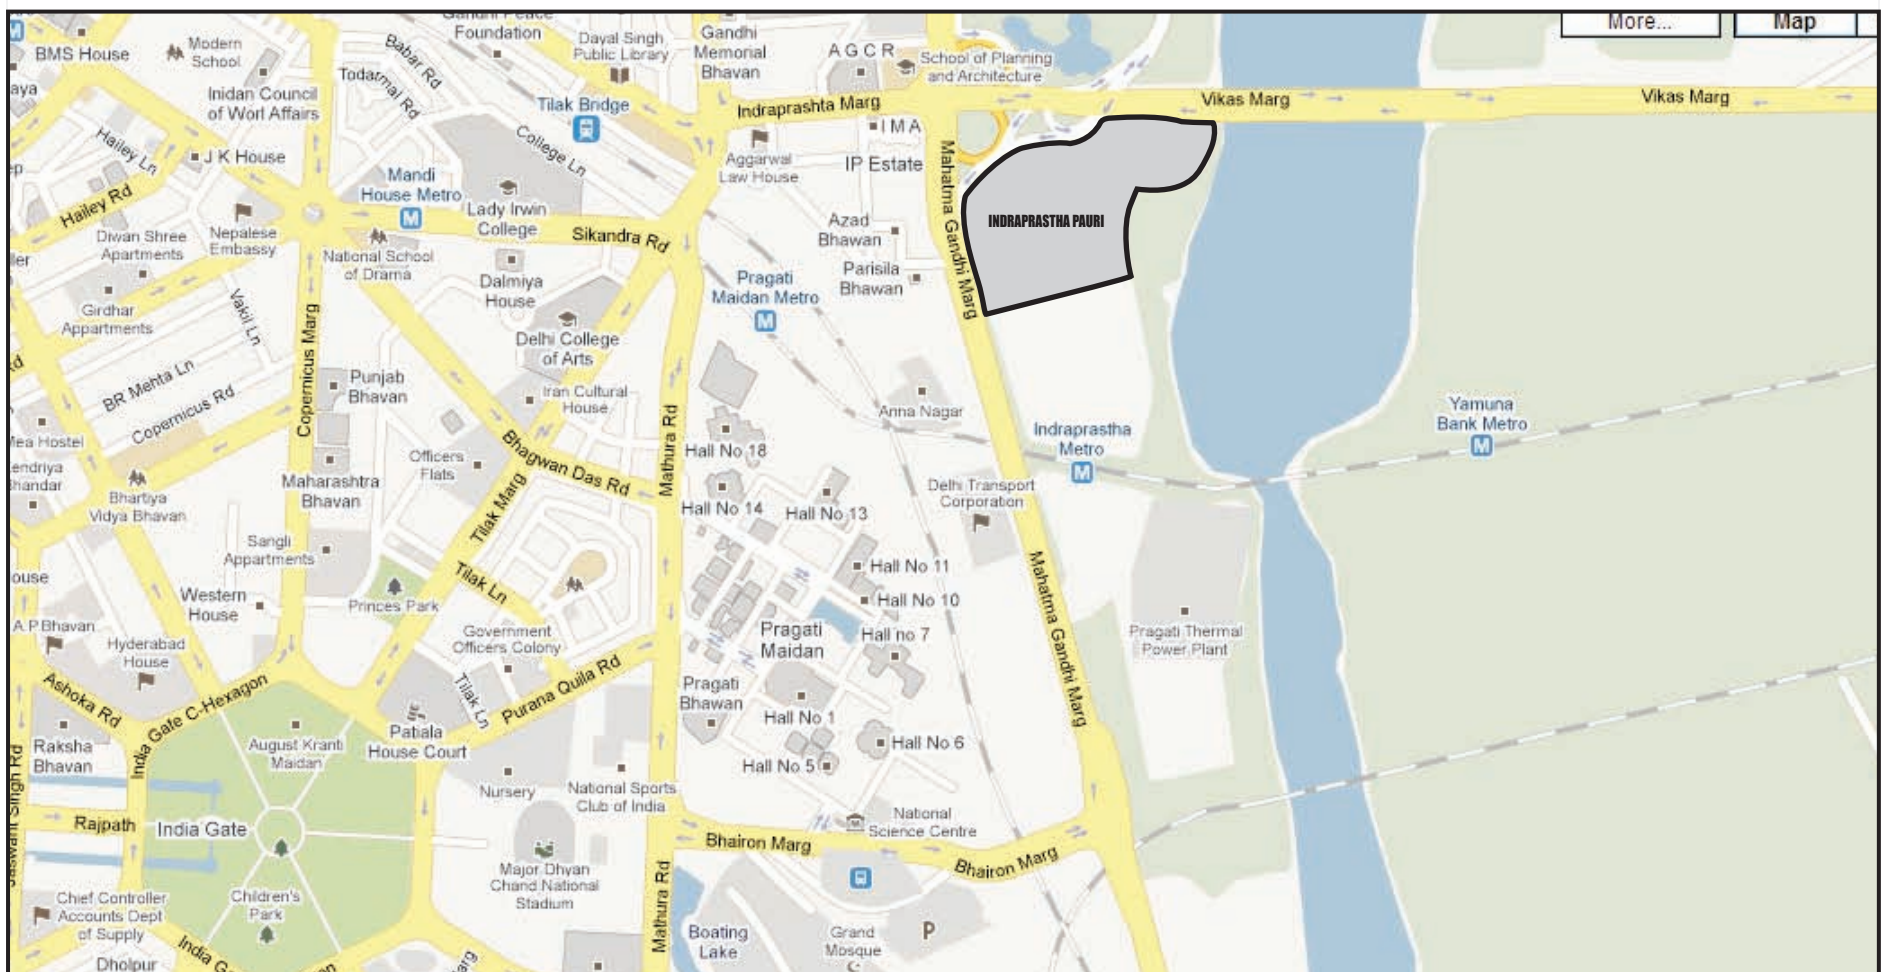 More...
Map
BMS House
Modern
School
Babar Rd
Gandhi Peace
Foundation
Dayal Singh
Public Library
Gandhi
Memorial
Bhavan
A G C R
School of Planning
and Architecture
aya
Inidan Council
of Worl Affairs
Todarmal Rd
Tilak Bridge
Indraprashta Marg
Vikas Marg
Vikas Marg
Hailey Ln
J K House
College Ln
IMA
Aggarwal
Law House
IP Estate
Mahatma Gandhi Marg
Hailey Rd
Mandi
House Metro
Lady Irwin
College
Sikandra Rd
Azad
Bhawan
INDRAPRASTHA PAURI
Diwan Shree
Apartments
Nepalese
Embassy
National School
of Drama
Dalmiya
House
Pragati
Maidan Metro
Parisila
Bhawan
Girdhar
Appartments
Vakil Ln
Copernicus Marg
Delhi College
of Arts
BR Mehta Ln
Copernicus Rd
Punjab
Bhavan
Iran Cultural
House
Mathura Rd
Anna Nagar
Indraprastha
Metro
Yamuna
Bank Metro
Mea Hostel
endriya
handar
Bhartiya
Vidya Bhavan
Maharashtra
Bhavan
Officers
Flats
Bhagwan Das Rd
Tilak Marg
Hall No 18
Hall No 14
Hall No 13
Delhi Transport
Corporation
Sangli
Appartments
Hall No 11
Hall No 10
Mahatma Gandhi Marg
ouse
Western
House
Princes Park
Tilak Ln
Government
Officers Colony
Pragati
Maidan
Hall no 7
Pragati Thermal
Power Plant
A.P.Bhavan
Hyderabad
House
Ashoka Rd
India Gate C-Hexagon
Tilak Ln
Purana Quila Rd
Pragati
Bhawan
Hall No 1
Patiala
House Court
Raksha
Bhavan
August Kranti
Maidan
Hall No 6
Hall No 5
Nursery
National Sports
Club of India
Jaswant Singh Rd
Rajpath
India Gate
National
Science Centre
Bhairon Marg
Bhairon Marg
Major Dhyan
Chand National
Stadium
Mathura Rd
Chief Controller
Accounts Dept
of Supply
Children's
Park
Boating
Lake
Grand
Mosque
P
Dholpur
India G
arg